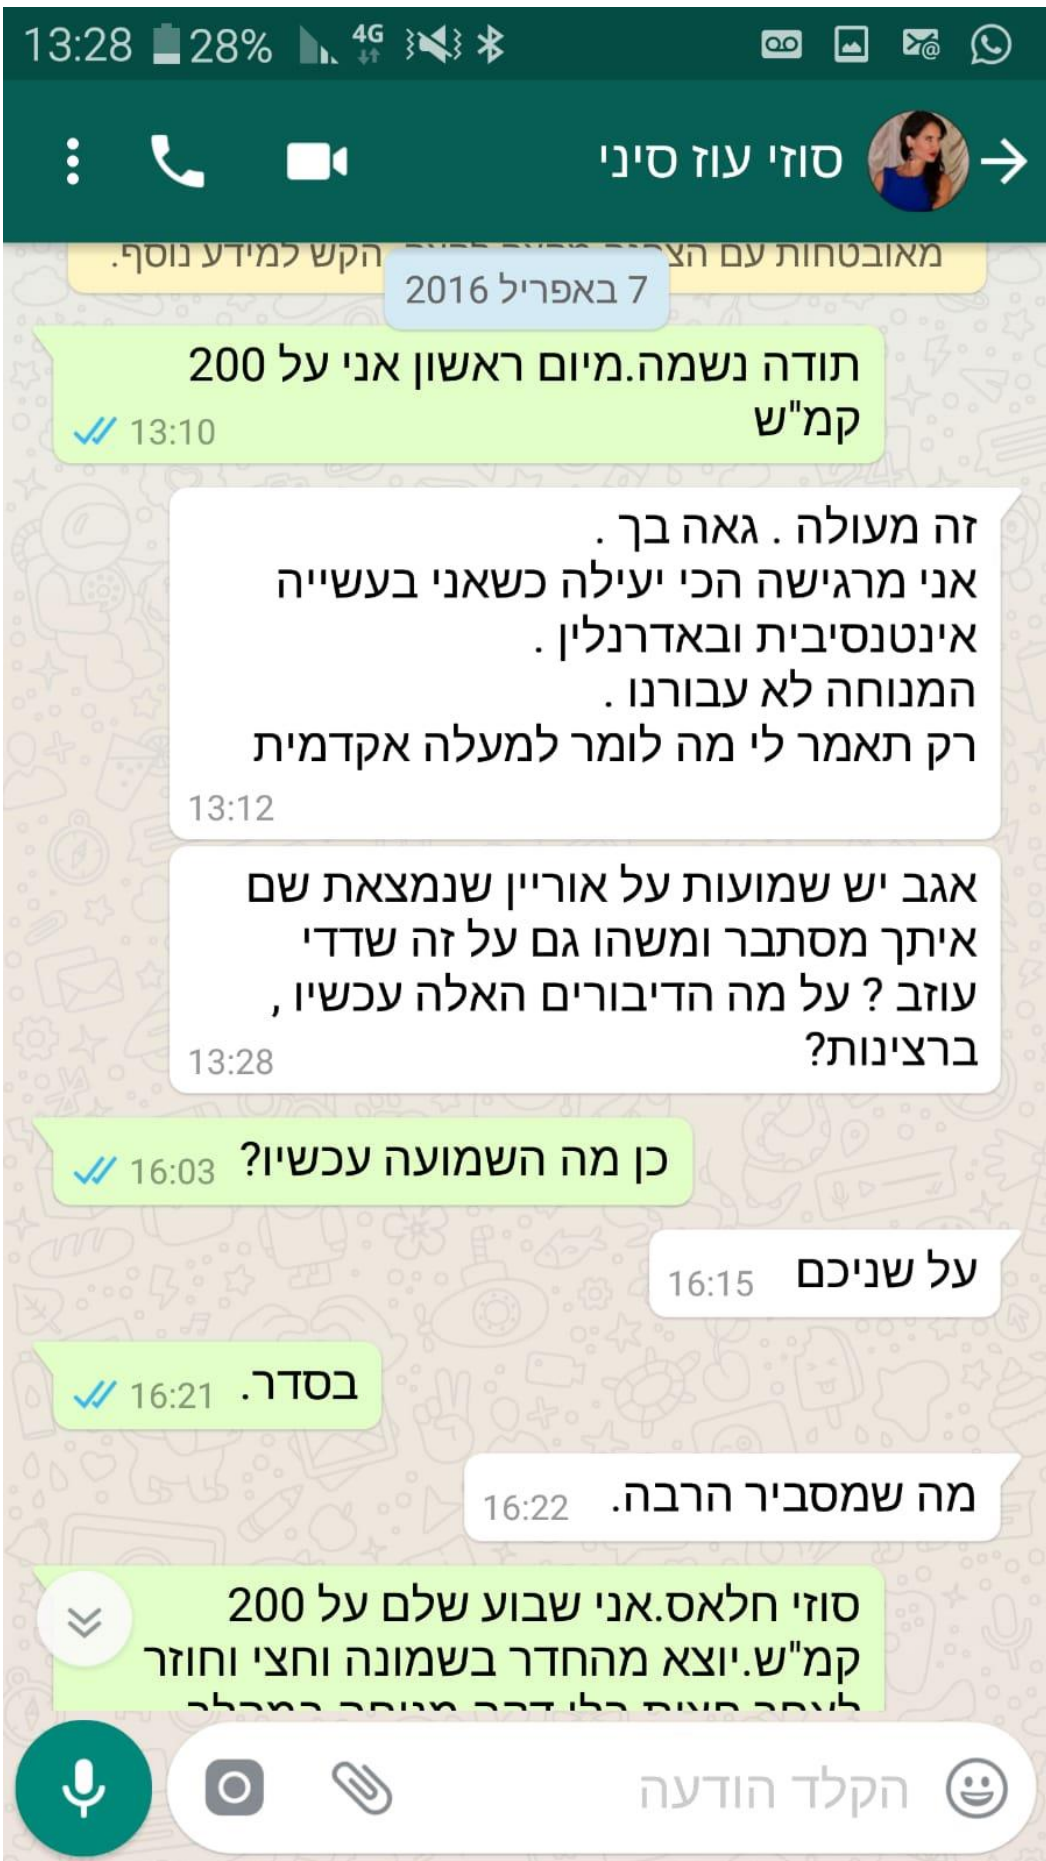 13:28 28% 4G
סוזי עוז סיני
מאובטחות עם הקש למידע נוסף.
7 באפריל 2016
תודה נשמה.מיום ראשון אני על 200
קמ"ש
13:10
זה מעולה . גאה בך .
אני מרגישה הכי יעילה כשאני בעשייה
אינטנסיבית ובאדרנלין .
המנוחה לא עבורנו .
רק תאמר לי מה לומר למעלה אקדמית
13:12
אגב יש שמועות על אוריין שנמצאת שם
איתך מסתבר ומשהו גם על זה שדדי
עוזב ? על מה הדיבורים האלה עכשיו ,
ברצינות?
13:28
כן מה השמועה עכשיו? 16:03
על שניכם 16:15
בסדר. 16:21
מה שמסביר הרבה. 16:22
סוזי חלאס.אני שבוע שלם על 200
קמ"ש.יוצא מהחדר בשמונה וחצי וחוזר
הקלד הודעה